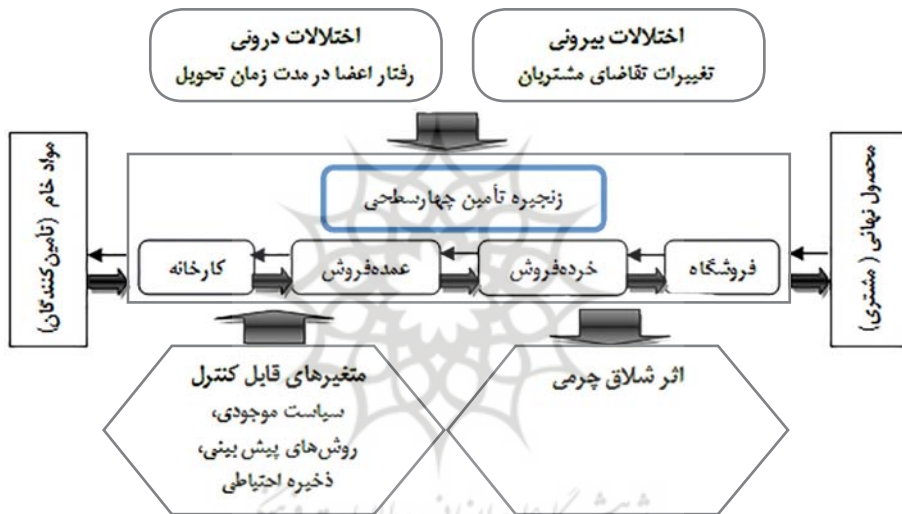 اختلالات بیرونی
تغییرات تقاضای مشتریان
اختلالات درونی
رفتار اعضا در مدت زمان تحویل
محصول نهائی (مشتری)
زنجیره تأمین چهارسطحی
فروشگاه
خرده‌فروش
عمده‌فروش
کارخانه
مواد خام (تأمین‌کنندگان)
اثر شلاق چرمی
متغیرهای قابل کنترل
سیاست موجودی،
روش‌های پیش بینی،
ذخیره احتیاطی